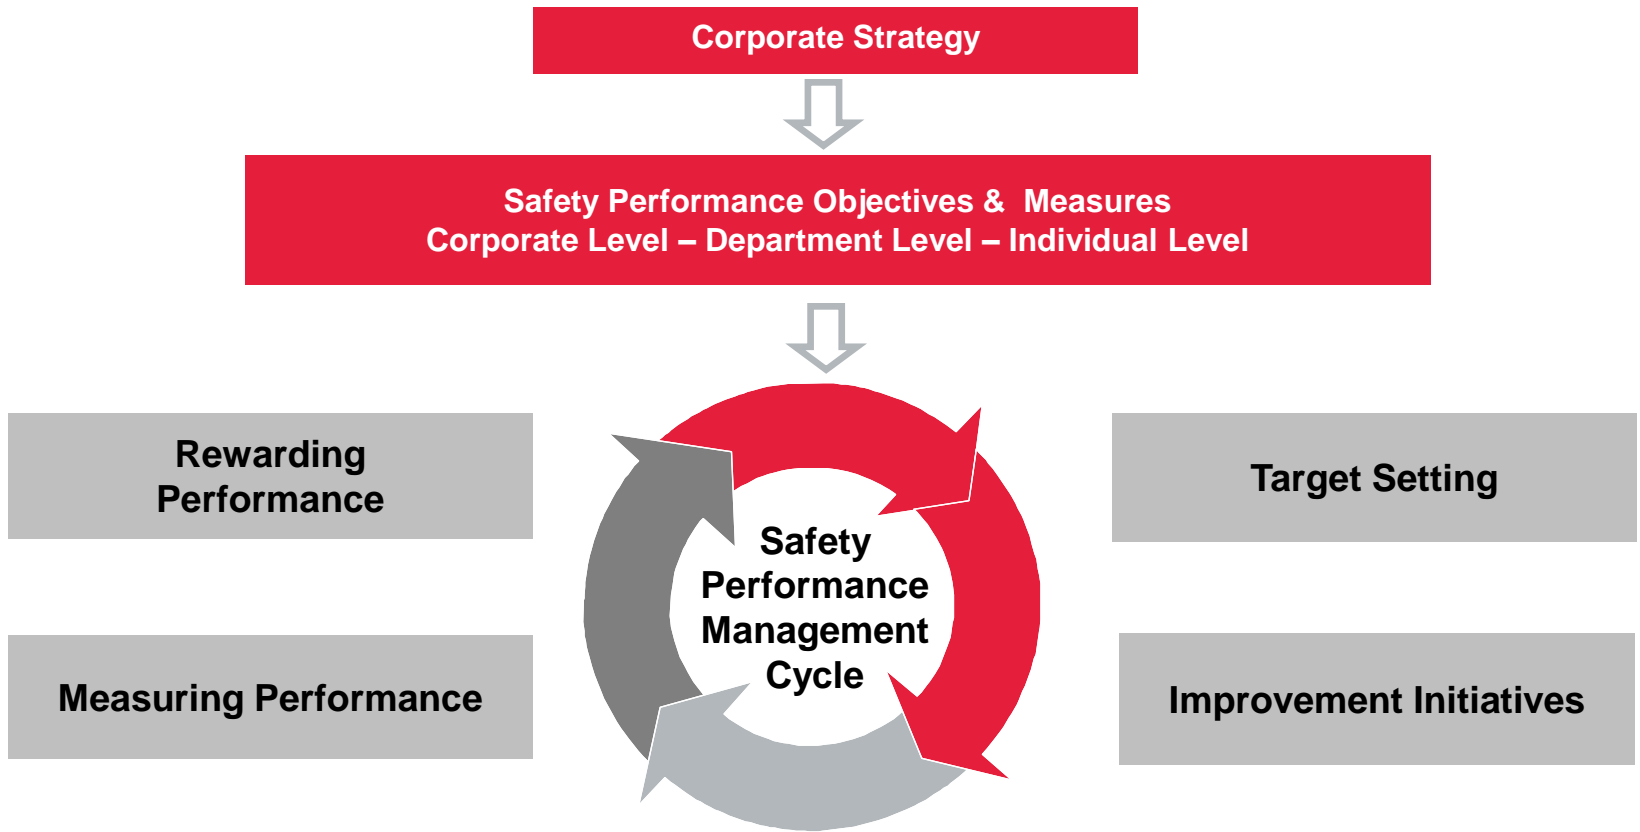 Corporate Strategy
Safety Performance Objectives & Measures
Corporate Level – Department Level – Individual Level
Rewarding
Performance
Target Setting
Safety
Performance
Management
Cycle
Measuring Performance
Improvement Initiatives